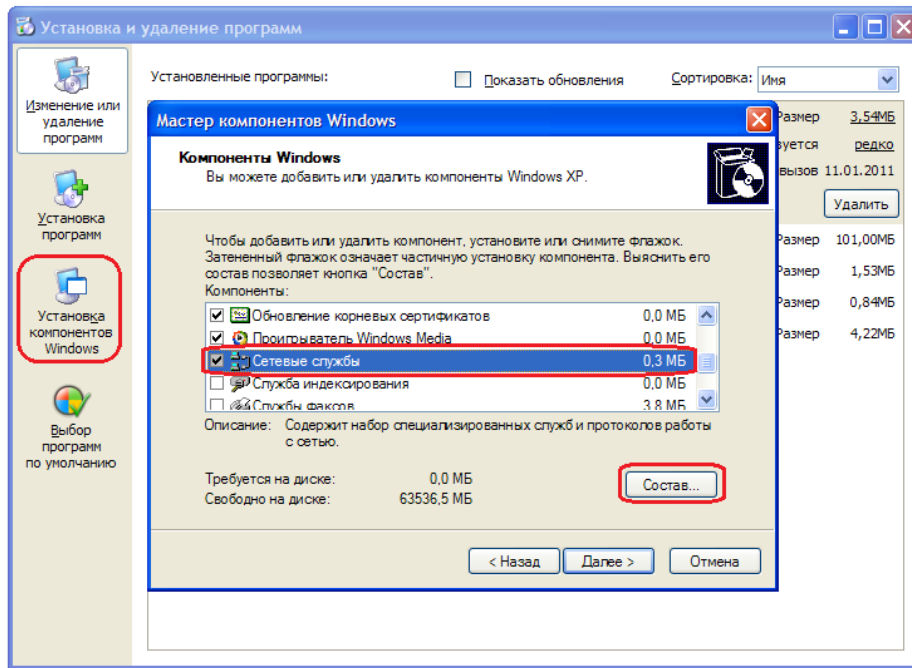 Установка и удаление программ
Изменение или
удаление
программ
Установка
программ
Установка
компонентов
Windows
Выбор
программ
по умолчанию
Установленные программы:
Показать обновления
Сортировка: Имя
Размер 3,54МБ
зуется редко
вызов 11.01.2011
Удалить
Размер 101,00МБ
Размер 1,53МБ
Размер 0,84МБ
Размер 4,22МБ
Мастер компонентов Windows
Компоненты Windows
Вы можете добавить или удалить компоненты Windows XP.
Чтобы добавить или удалить компонент, установите или снимите флажок.
Затененный флажок означает частичную установку компонента. Выяснить его
состав позволяет кнопка "Состав".
Компоненты:
Обновление корневых сертификатов 0,0 МБ
Проигрыватель Windows Media 0,0 МБ
Сетевые службы 0,3 МБ
Служба индексирования 0,0 МБ
Службы факсов 3,8 МБ
Описание: Содержит набор специализированных служб и протоколов работы
с сетью.
Требуется на диске: 0,0 МБ
Свободно на диске: 63536,5 МБ
Состав...
< Назад
Далее >
Отмена